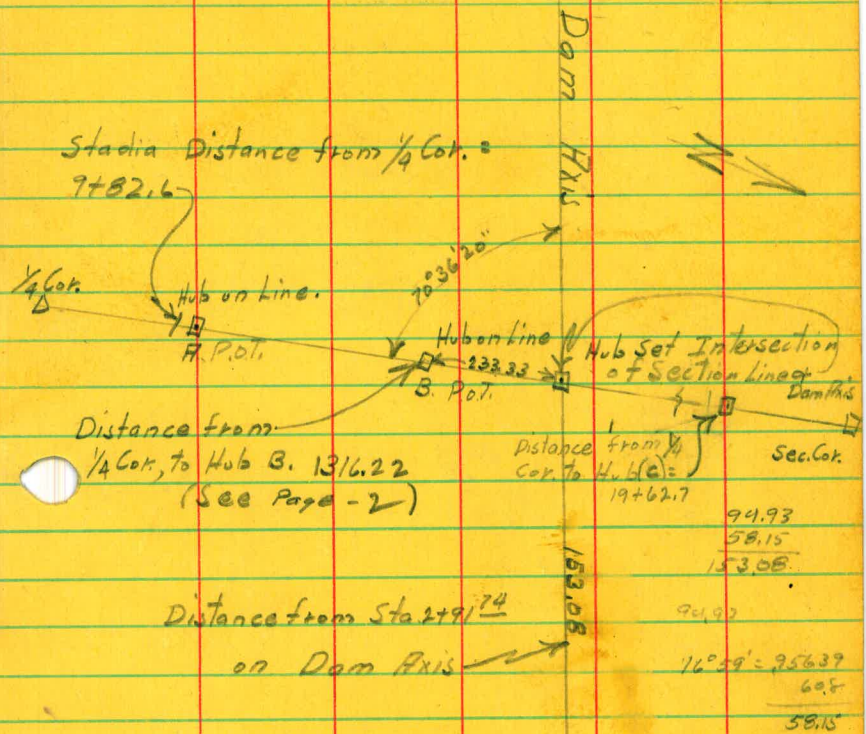 Dam Axis
Stadia Distance from 1/4 Cor. =
9+82.6
N
70°36'20"
1/4 Cor.
Hub on Line.
A. P.O.T.
Hub on Line
233.33
B. P.O.T.
Hub Set Intersection
of Section Line &
Dam Axis
Distance from
1/4 Cor, to Hub B. 1316.22
(See Page - 2)
Distance from 1/4
Cor. to Hub (c) =
19+62.7
Sec. Cor.
94.93
58.15
153.08
153.08
Distance from Sta. 2+91 74
on Dam Axis
94.93
=.95639
60.8
58.15